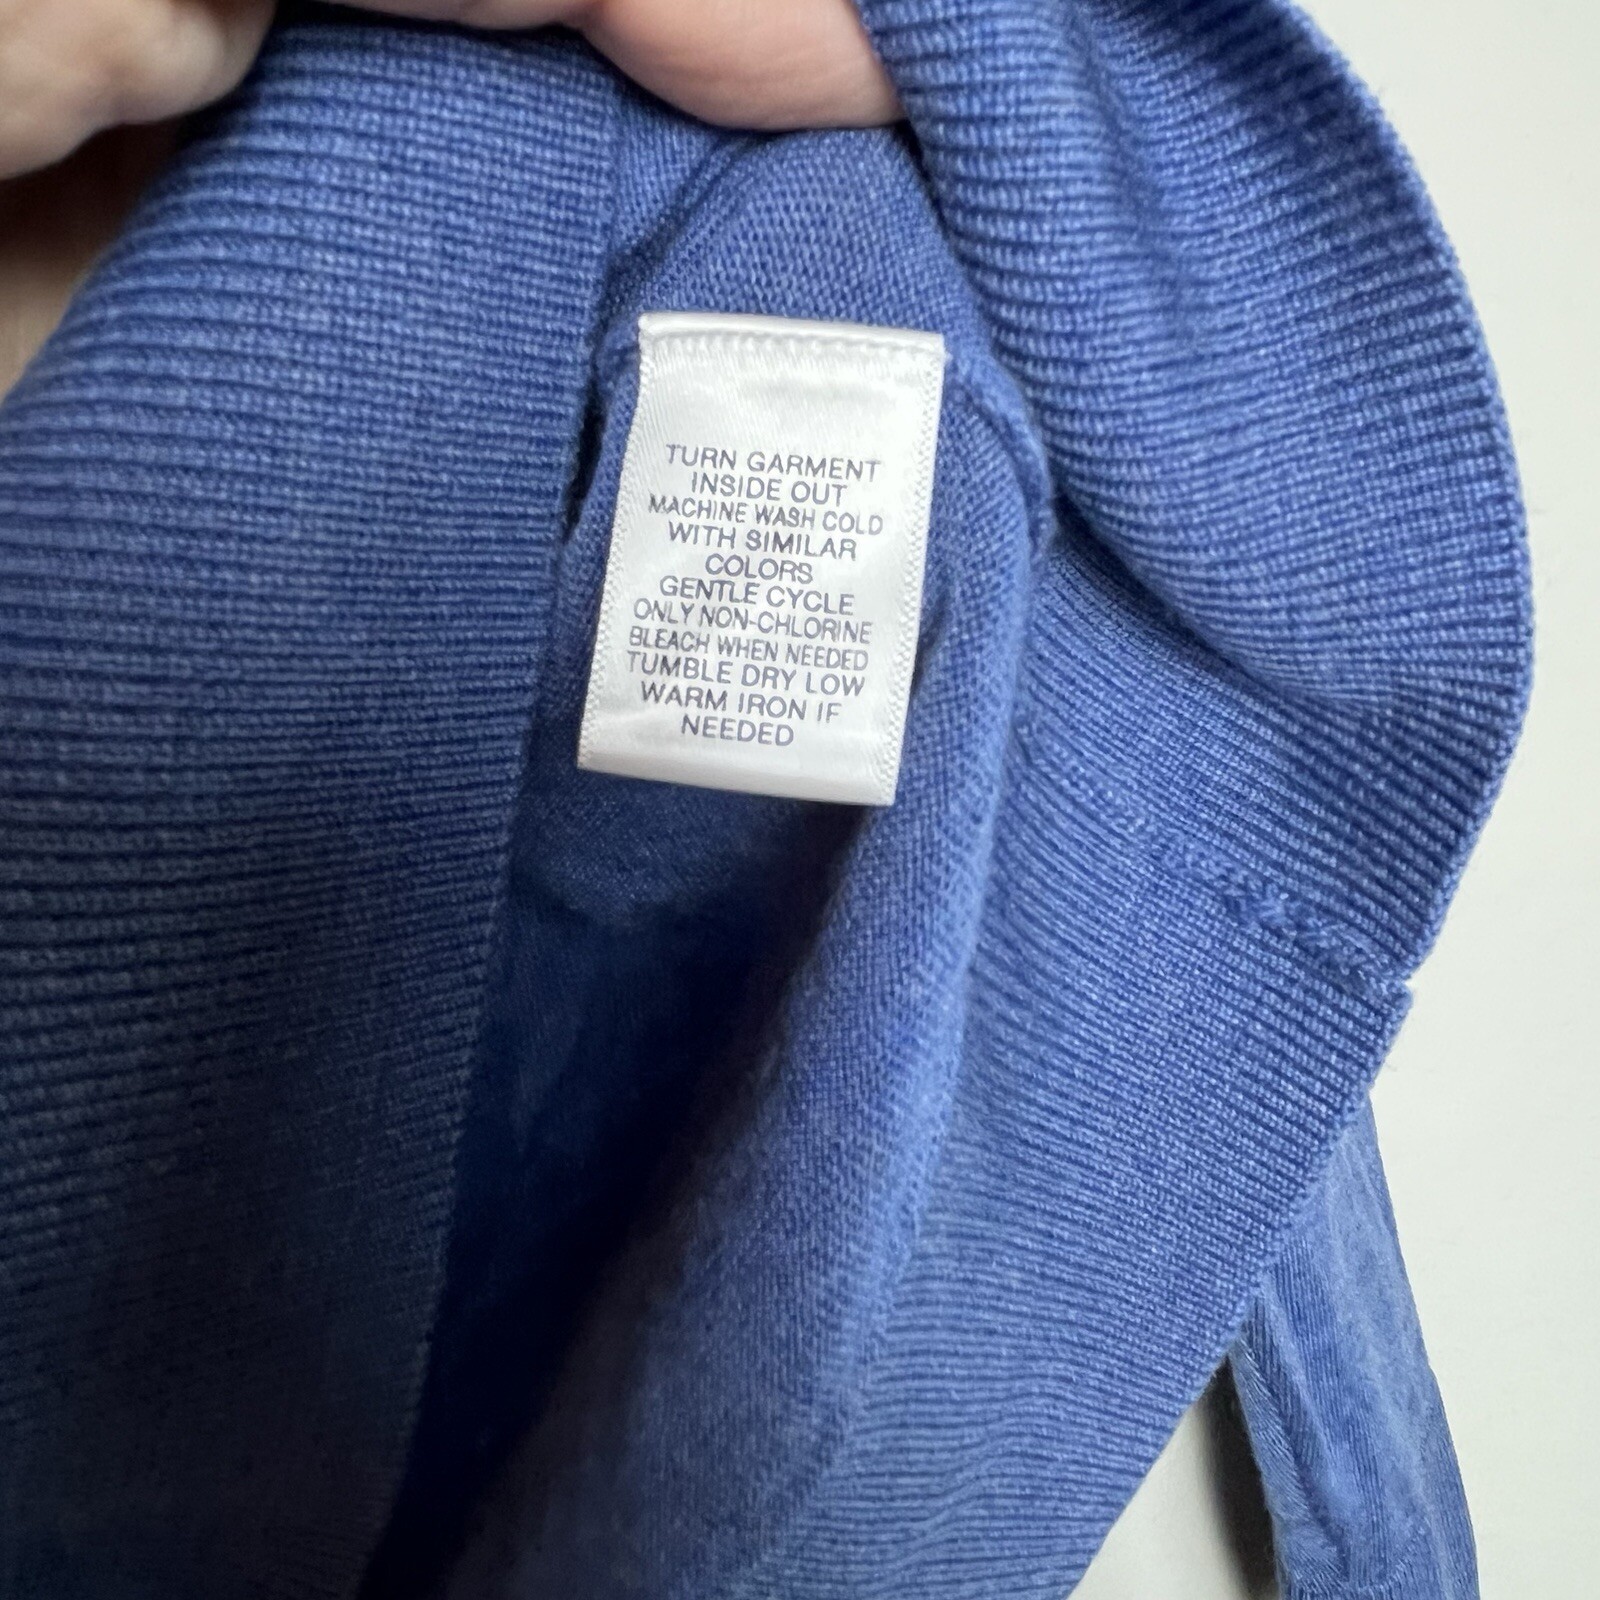 TURN GARMENT
INSIDE OUT
MACHINE WASH COLD
WITH SIMILAR
COLORS
GENTLE CYCLE
ONLY NON-CHLORINE
BLEACH WHEN NEEDED
TUMBLE DRY LOW
WARM IRON IF
NEEDED